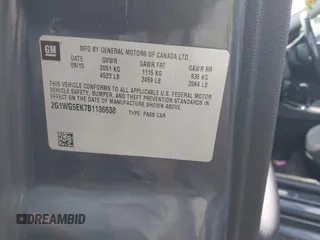 GM
MFD BY GENERAL MOTORS OF CANADA LTD.
DATE GVWR GAWR FRT GAWR RR
09/10 2051 KG 1115 KG 936 KG
4523 LB 2459 LB 2064 LB
THIS VEHICLE CONFORMS TO ALL APPLICABLE U.S. FEDERAL MOTOR
VEHICLE SAFETY, BUMPER, AND THEFT PREVENTION STANDARDS
IN EFFECT ON THE DATE OF MANUFACTURE SHOWN ABOVE.
2G1WG5EK7B1136638 TYPE: PASS CAR
DREAMBID